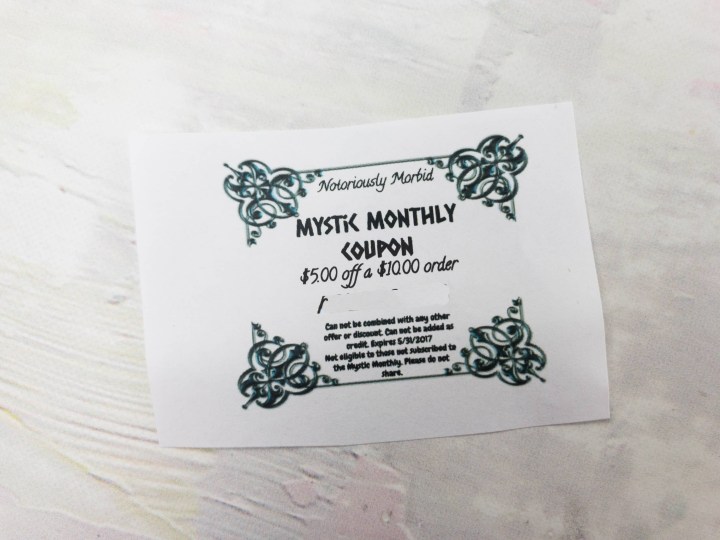 Notoriously Morbid
MYSTIC MONTHLY
COUPON
$5.00 off a $10.00 order
Can not be combined with any other
offer or discount. Can not be added as
credit. Expires 5/31/2017
Not eligible to those not subscribed to
the Mystic Monthly. Please do not
share.